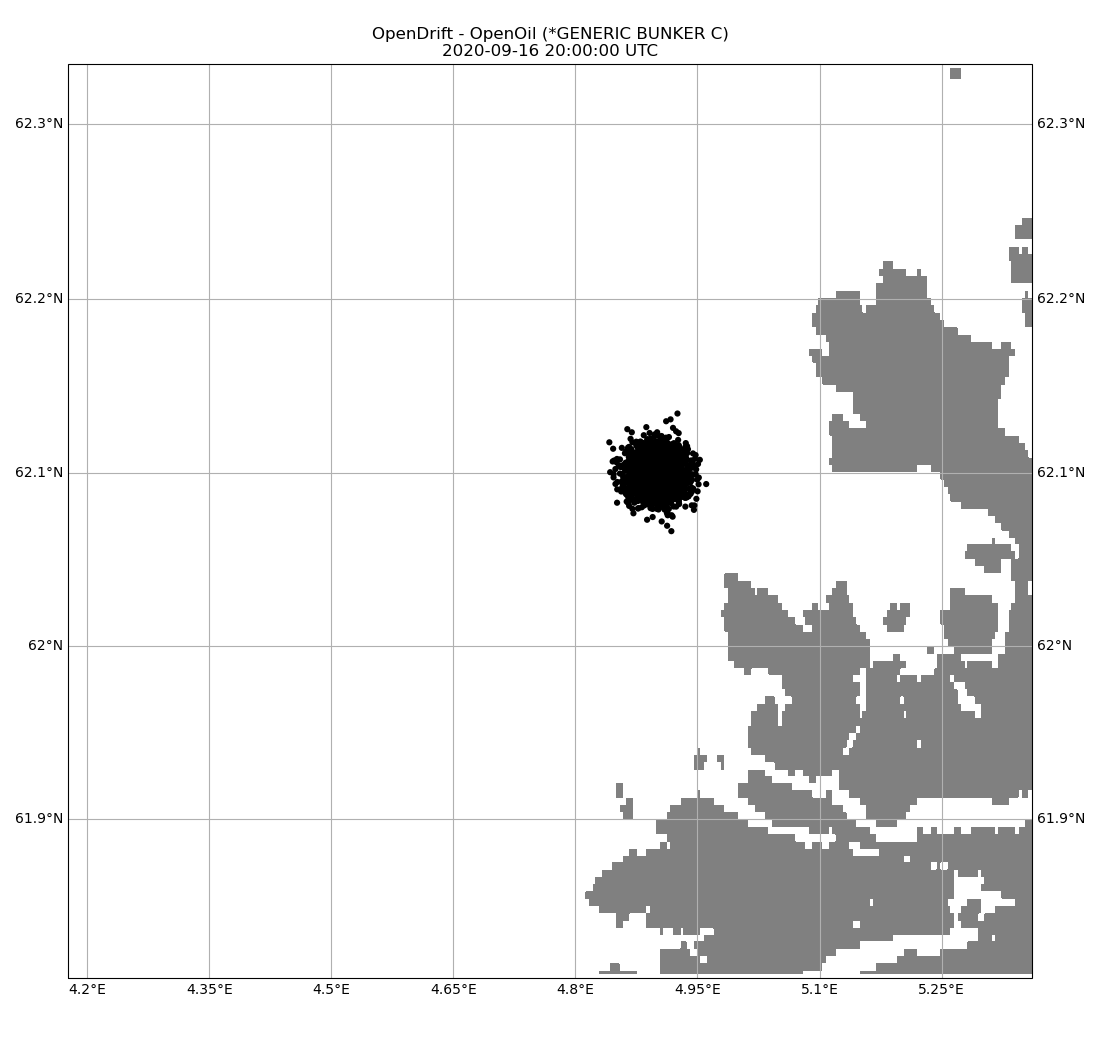 OpenDrift - OpenOil (*GENERIC BUNKER C)
2020-09-16 20:00:00 UTC
62.3°N 62.3°N
62.2°N 62.2°N
62.1°N 62.1°N
62°N 62°N
61.9°N 61.9°N
4.2°E 4.35°E 4.5°E 4.65°E 4.8°E 4.95°E 5.1°E 5.25°E